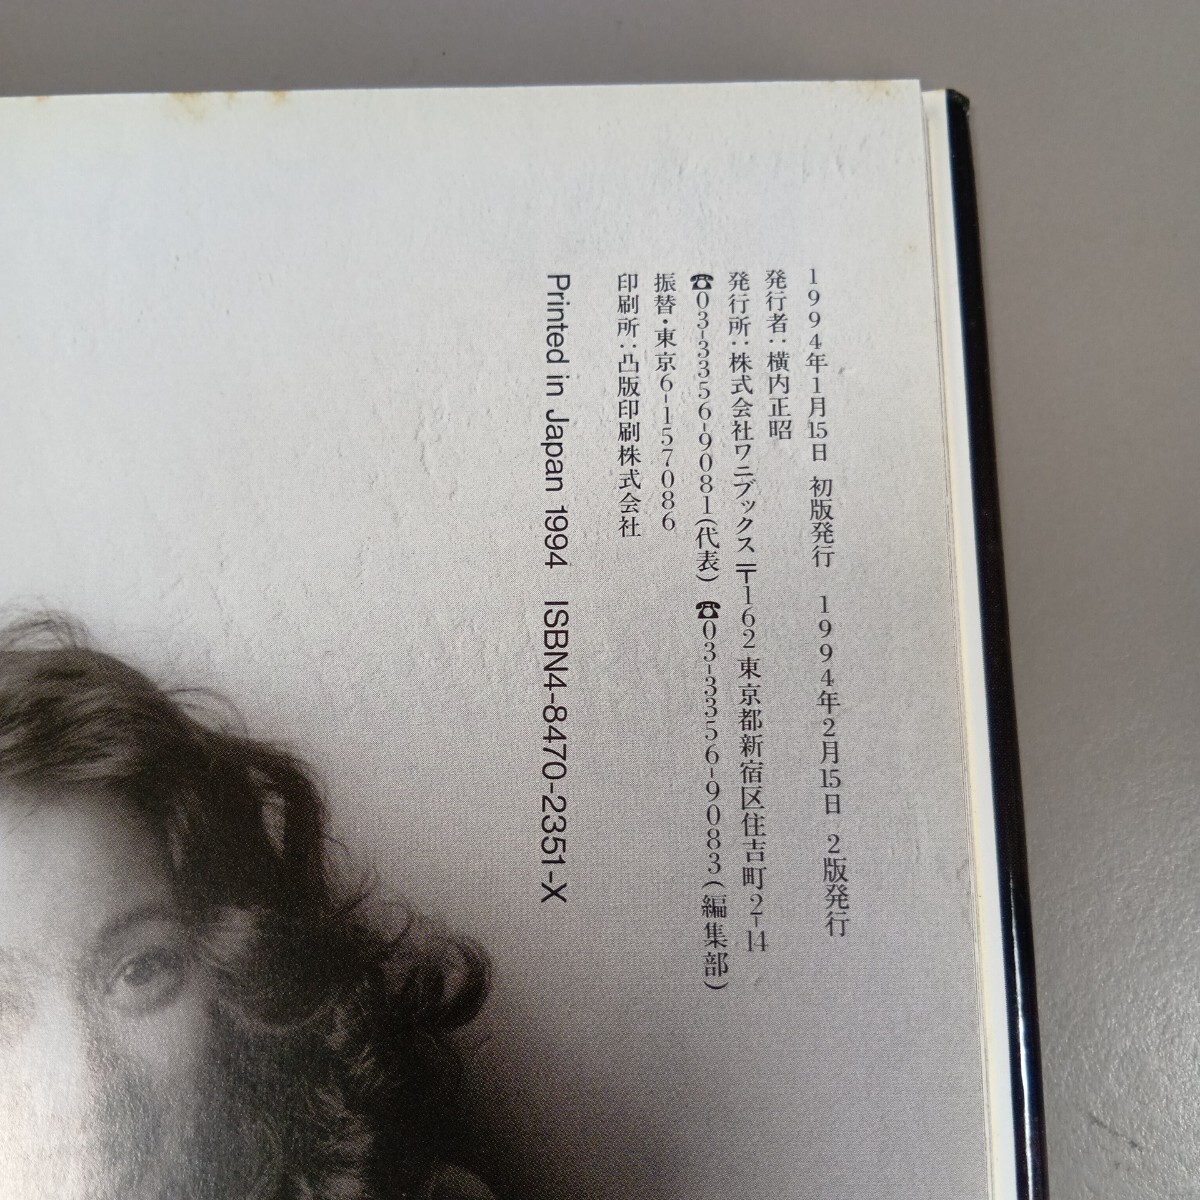 1994年1月15日 初版発行 1994年2月15日 2版発行
発行者：横内正昭
発行所：株式会社ワニブックス 〒162 東京都新宿区住吉町2-14
☎03-3356-9081(代表) ☎03-3356-9083(編集部)
振替・東京6-157086
印刷所：凸版印刷株式会社
Printed in Japan 1994 ISBN4-8470-2351-X